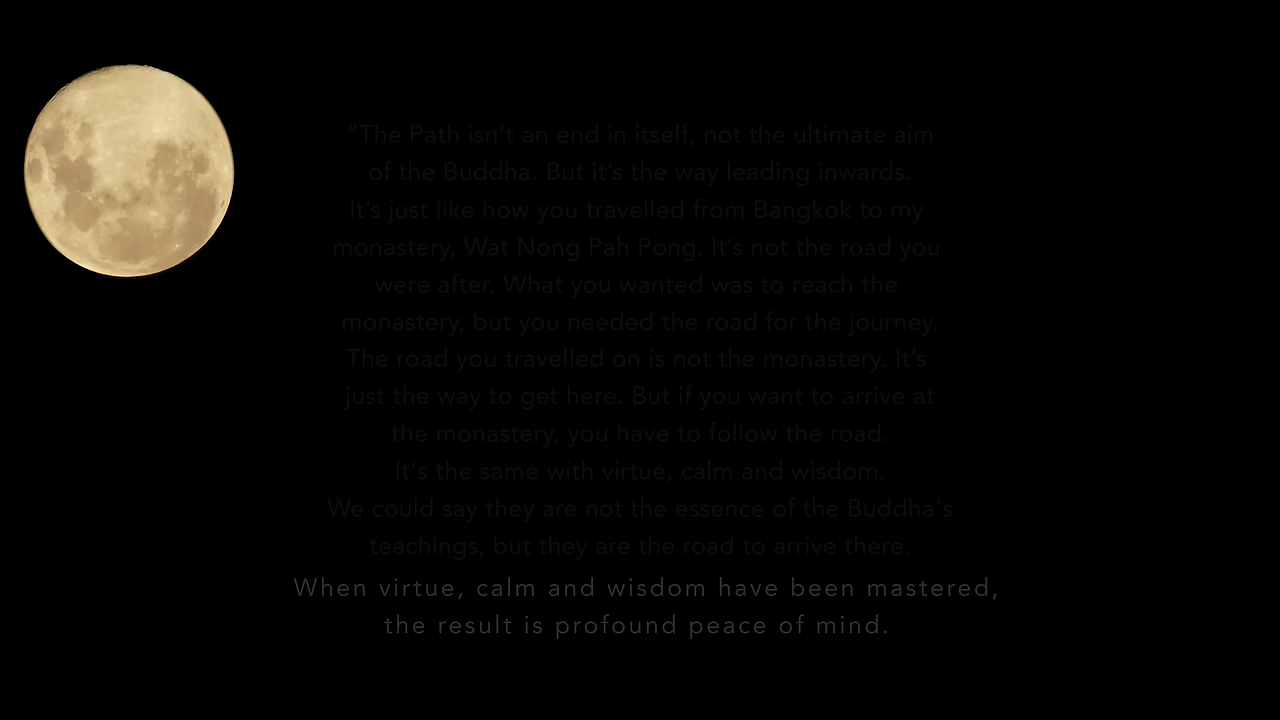 “The Path isn’t an end in itself, not the ultimate aim
of the Buddha. But it’s the way leading inwards.
It’s just like how you travelled from Bangkok to my
monastery, Wat Nong Pah Pong. It’s not the road you
were after. What you wanted was to reach the
monastery, but you needed the road for the journey.
The road you travelled on is not the monastery. It’s
just the way to get here. But if you want to arrive at
the monastery, you have to follow the road.
It's the same with virtue, calm and wisdom.
We could say they are not the essence of the Buddha's
teachings, but they are the road to arrive there.
When virtue, calm and wisdom have been mastered,
the result is profound peace of mind.